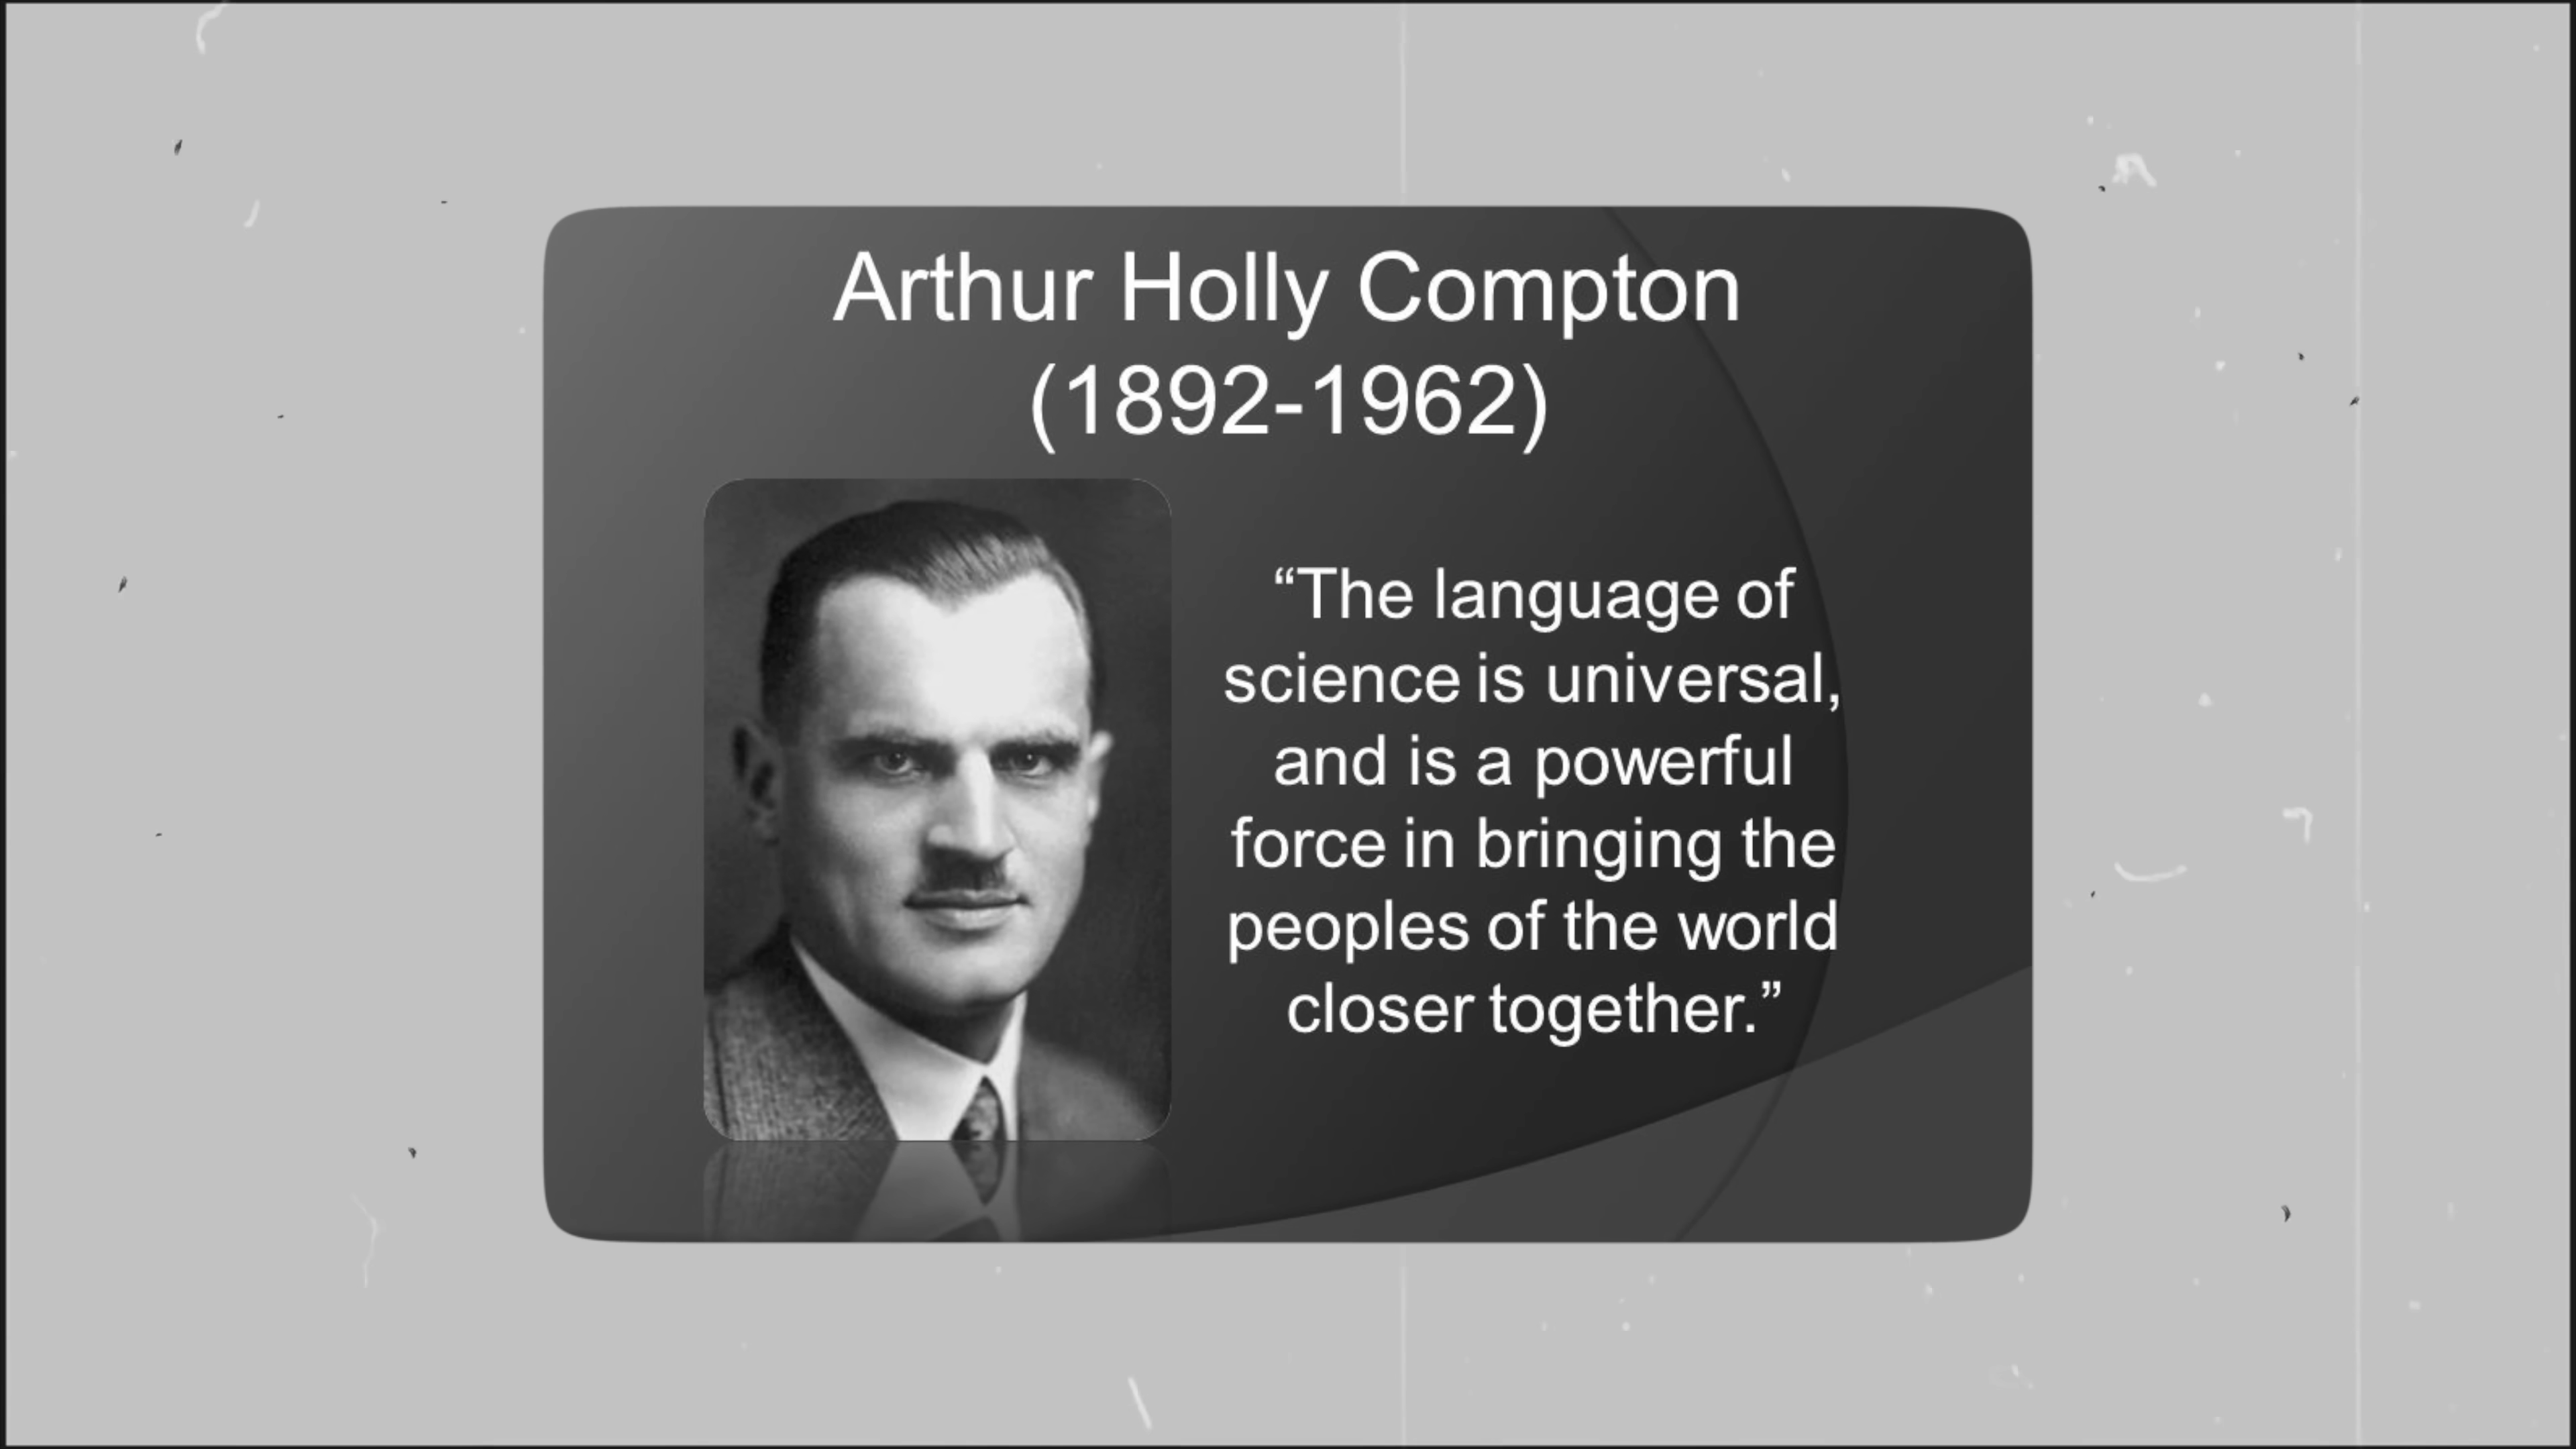 Arthur Holly Compton
(1892-1962)
“The language of
science is universal,
and is a powerful
force in bringing the
peoples of the world
closer together.”